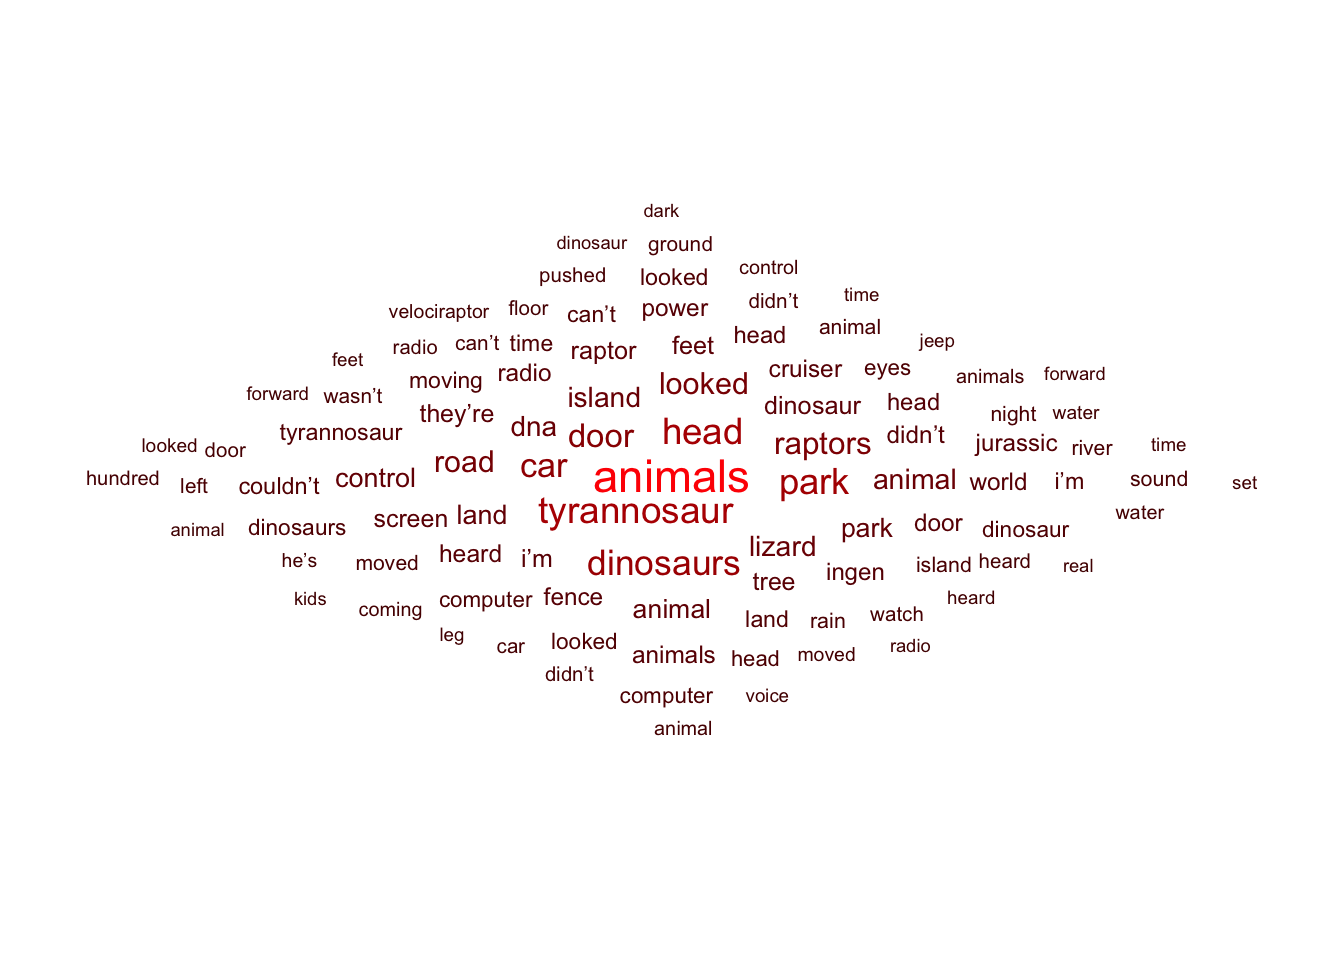 dark
dinosaur ground
pushed looked control
velociraptor floor can’t power didn’t time
feet radio can’t time raptor feet head animal jeep
forward wasn’t moving radio island looked cruiser eyes animals forward
tyrannosaur they’re dna door head dinosaur head night water
looked door road car animals raptors didn’t jurassic river time
hundred left couldn’t control tyrannosaur park animal world i’m sound set
animal dinosaurs screen land park door dinosaur water
he’s moved heard i’m dinosaurs lizard ingen island heard real
kids coming computer fence animal tree land rain watch heard
leg car looked animals head moved radio
didn’t computer voice
animal